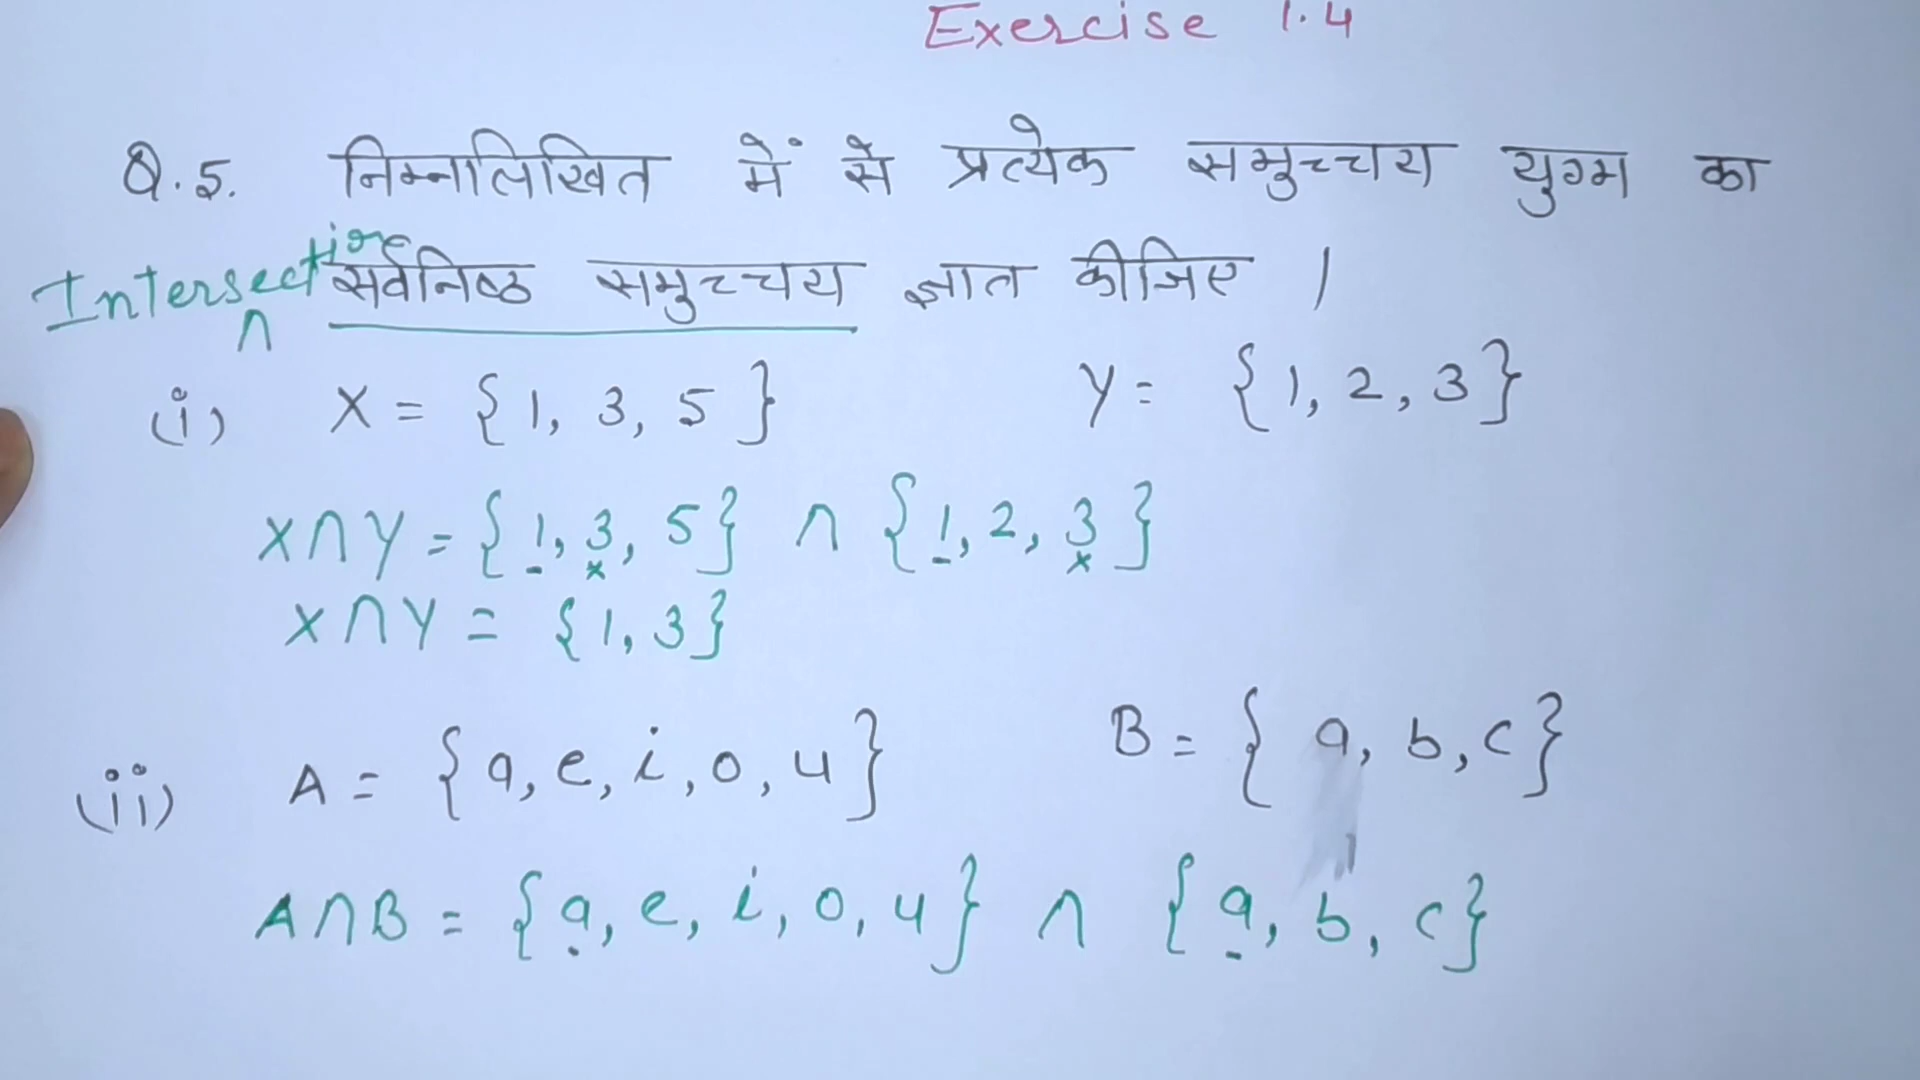 Exercise 1.4
Q.5. निम्नलिखित में से प्रत्येक समुच्चय युग्म का
Intersection सर्वनिष्ठ समुच्चय ज्ञात कीजिए ।
∩
(i) X = {1, 3, 5} Y = {1, 2, 3}
X∩Y = {1, 3, 5} ∩ {1, 2, 3}
X∩Y = {1, 3}
(ii) A = {a, e, i, o, u} B = {a, b, c}
A∩B = {a, e, i, o, u} ∩ {a, b, c}